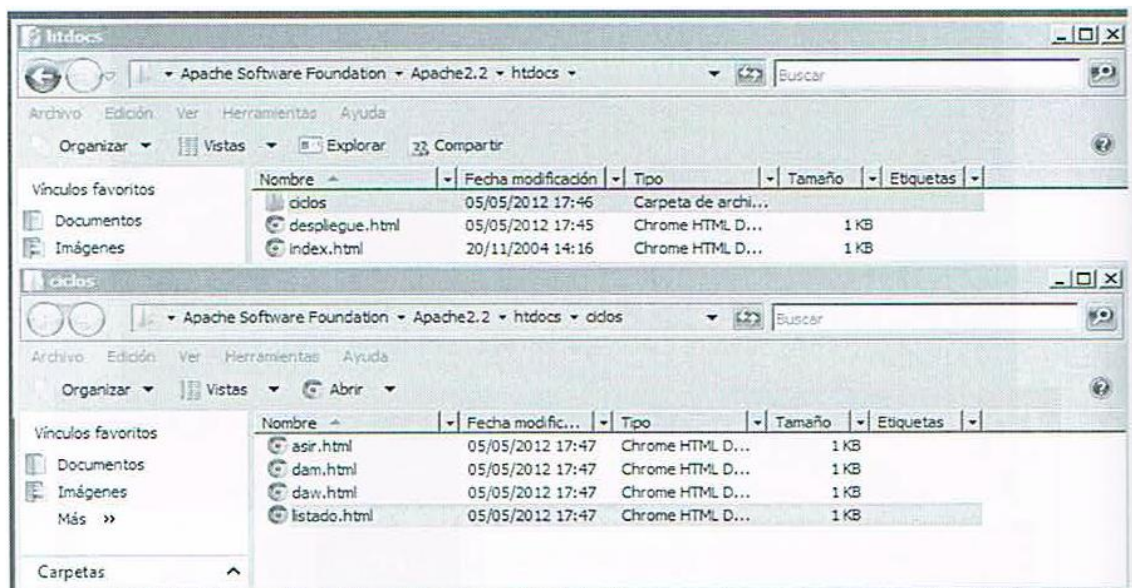 htdocs
Apache Software Foundation Apache2.2 htdocs Buscar
Archivo Edición Ver Herramientas Ayuda
Organizar Vistas Explorar Compartir
Vínculos favoritos
Documentos
Imágenes
Nombre Fecha modificación Tipo Tamaño Etiquetas
ciclos 05/05/2012 17:46 Carpeta de archi...
despliegue.html 05/05/2012 17:45 Chrome HTML D... 1 KB
index.html 20/11/2004 14:16 Chrome HTML D... 1 KB
ciclos
Apache Software Foundation Apache2.2 htdocs ciclos Buscar
Archivo Edición Ver Herramientas Ayuda
Organizar Vistas Abrir
Vínculos favoritos
Documentos
Imágenes
Más »
Carpetas
Nombre Fecha modific... Tipo Tamaño Etiquetas
asir.html 05/05/2012 17:47 Chrome HTML D... 1 KB
dam.html 05/05/2012 17:47 Chrome HTML D... 1 KB
daw.html 05/05/2012 17:47 Chrome HTML D... 1 KB
listado.html 05/05/2012 17:47 Chrome HTML D... 1 KB